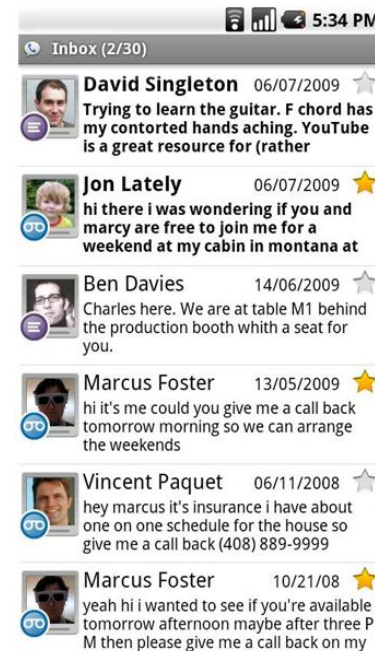 5:34 PM
Inbox (2/30)
David Singleton 06/07/2009
Trying to learn the guitar. F chord has
my contorted hands aching. YouTube
is a great resource for (rather
Jon Lately 06/07/2009
hi there i was wondering if you and
marcy are free to join me for a
weekend at my cabin in montana at
Ben Davies 14/06/2009
Charles here. We are at table M1 behind
the production booth whith a seat for
you.
Marcus Foster 13/05/2009
hi it's me could you give me a call back
tomorrow morning so we can arrange
the weekends
Vincent Paquet 06/11/2008
hey marcus it's insurance i have about
one on one schedule for the house so
give me a call back (408) 889-9999
Marcus Foster 10/21/08
yeah hi i wanted to see if you're available
tomorrow afternoon maybe after three P
M then please give me a call back on my